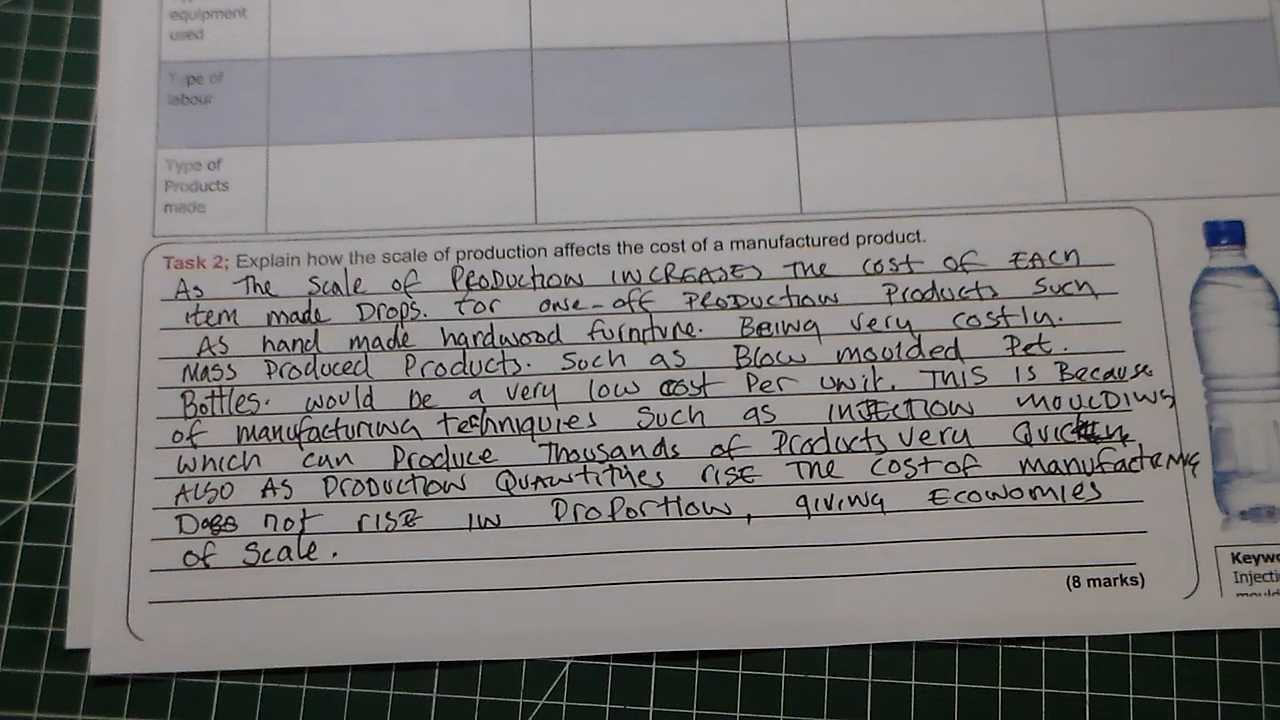 equipment
used
Type of
labour
Type of
Products
made
Task 2; Explain how the scale of production affects the cost of a manufactured product.
As The Scale of PRODUCTION INCREASES THE COST OF EACH
item made Drops. for one-off PRODUCTION Products Such
As hand made hardwood furniture. Being very costly.
Mass Produced Products. Such as Blow moulded Pet.
Bottles. would be a very low cost Per unit. THIS IS Because
of manufacturing techniques Such as INJECTION MOULDING
which can Produce Thousands of Products very Quickly
ALSO AS PRODUCTION Quantities rise THE COST of manufacturing
Does not rise in Proportion, giving Economies
of Scale.
(8 marks)
Keywo
Injecti
mould